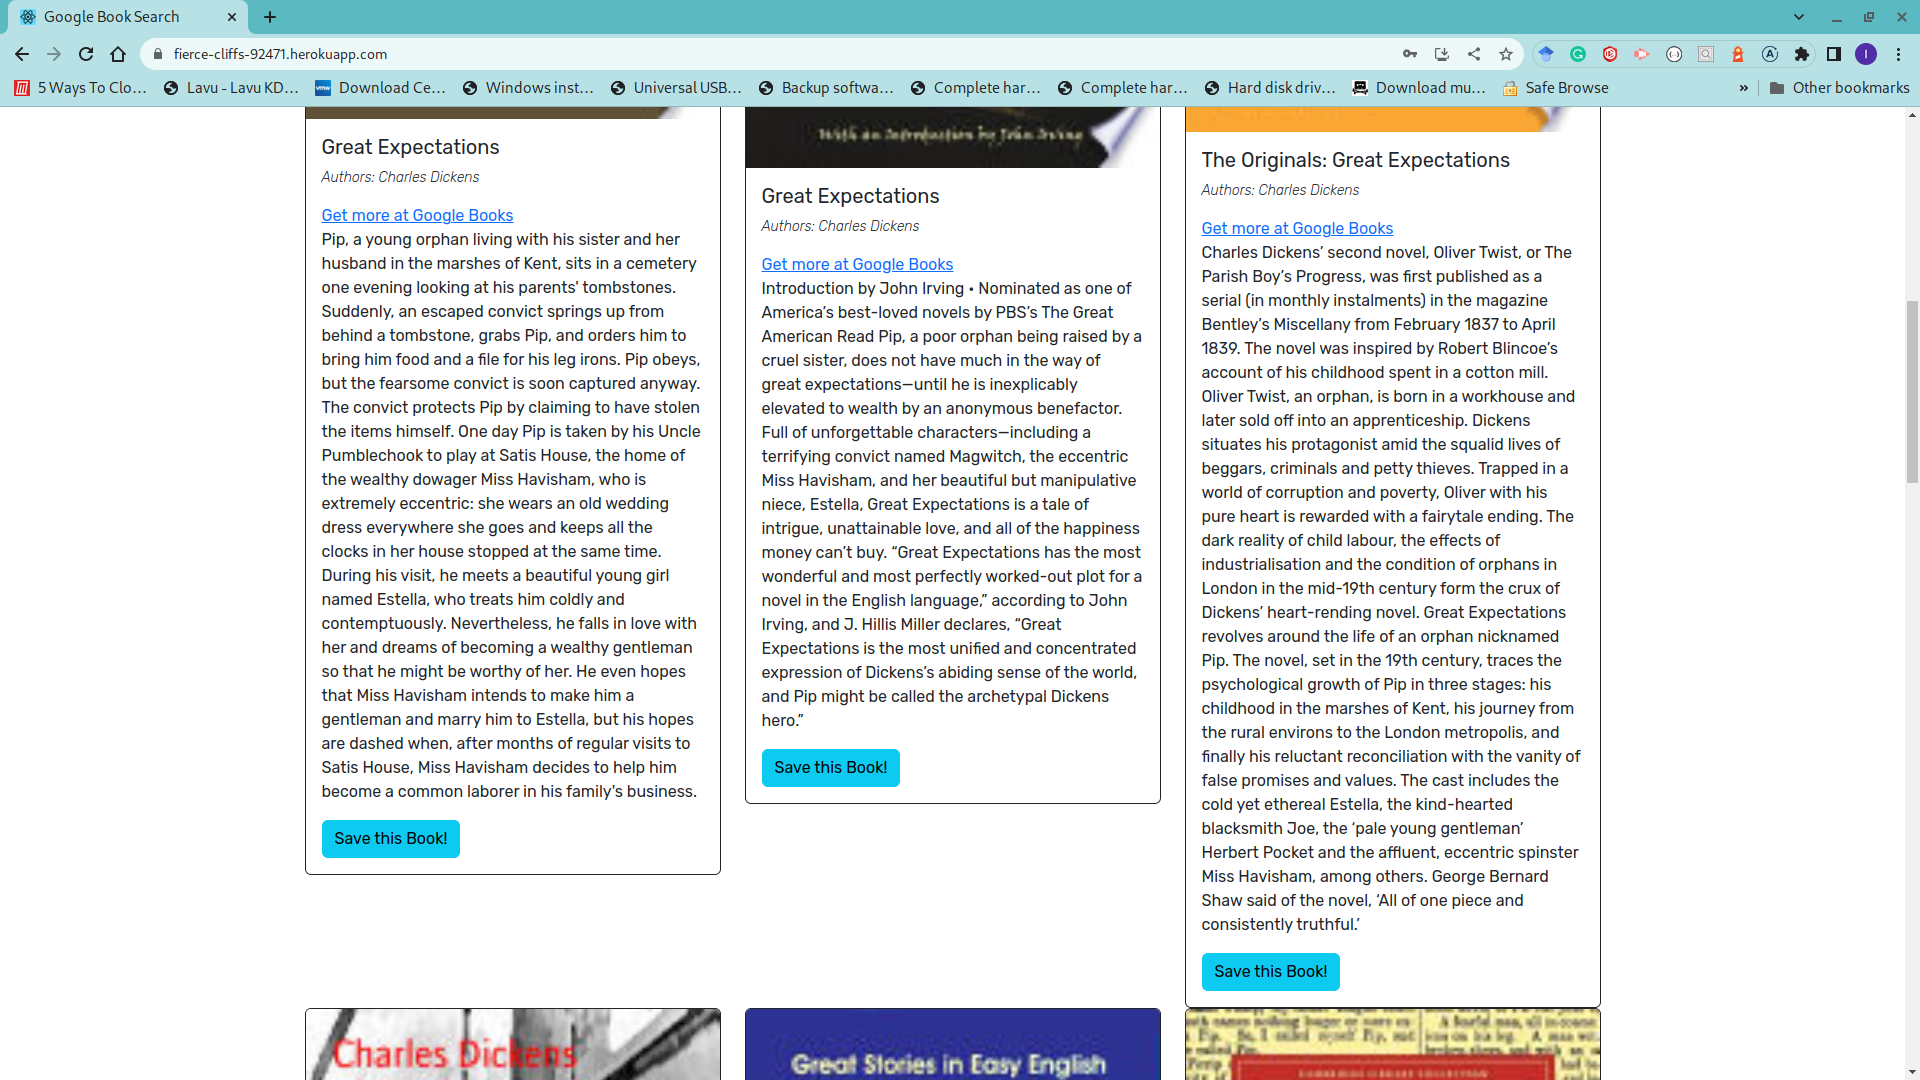 Google Book Search
fierce-cliffs-92471.herokuapp.com
5 Ways To Clo...
Lavu - Lavu KD...
Download Ce...
Windows inst...
Universal USB...
Backup softwa...
Complete har...
Complete har...
Hard disk driv...
Download mu...
Safe Browse
»
Other bookmarks
Great Expectations
Authors: Charles Dickens
Get more at Google Books
Pip, a young orphan living with his sister and her
husband in the marshes of Kent, sits in a cemetery
one evening looking at his parents' tombstones.
Suddenly, an escaped convict springs up from
behind a tombstone, grabs Pip, and orders him to
bring him food and a file for his leg irons. Pip obeys,
but the fearsome convict is soon captured anyway.
The convict protects Pip by claiming to have stolen
the items himself. One day Pip is taken by his Uncle
Pumblechook to play at Satis House, the home of
the wealthy dowager Miss Havisham, who is
extremely eccentric: she wears an old wedding
dress everywhere she goes and keeps all the
clocks in her house stopped at the same time.
During his visit, he meets a beautiful young girl
named Estella, who treats him coldly and
contemptuously. Nevertheless, he falls in love with
her and dreams of becoming a wealthy gentleman
so that he might be worthy of her. He even hopes
that Miss Havisham intends to make him a
gentleman and marry him to Estella, but his hopes
are dashed when, after months of regular visits to
Satis House, Miss Havisham decides to help him
become a common laborer in his family's business.
Save this Book!
With an Introduction by John Irving
Great Expectations
Authors: Charles Dickens
Get more at Google Books
Introduction by John Irving • Nominated as one of
America’s best-loved novels by PBS’s The Great
American Read Pip, a poor orphan being raised by a
cruel sister, does not have much in the way of
great expectations—until he is inexplicably
elevated to wealth by an anonymous benefactor.
Full of unforgettable characters—including a
terrifying convict named Magwitch, the eccentric
Miss Havisham, and her beautiful but manipulative
niece, Estella, Great Expectations is a tale of
intrigue, unattainable love, and all of the happiness
money can’t buy. “Great Expectations has the most
wonderful and most perfectly worked-out plot for a
novel in the English language,” according to John
Irving, and J. Hillis Miller declares, “Great
Expectations is the most unified and concentrated
expression of Dickens’s abiding sense of the world,
and Pip might be called the archetypal Dickens
hero.”
Save this Book!
The Originals: Great Expectations
Authors: Charles Dickens
Get more at Google Books
Charles Dickens’ second novel, Oliver Twist, or The
Parish Boy’s Progress, was first published as a
serial (in monthly instalments) in the magazine
Bentley’s Miscellany from February 1837 to April
1839. The novel was inspired by Robert Blincoe’s
account of his childhood spent in a cotton mill.
Oliver Twist, an orphan, is born in a workhouse and
later sold off into an apprenticeship. Dickens
situates his protagonist amid the squalid lives of
beggars, criminals and petty thieves. Trapped in a
world of corruption and poverty, Oliver with his
pure heart is rewarded with a fairytale ending. The
dark reality of child labour, the effects of
industrialisation and the condition of orphans in
London in the mid-19th century form the crux of
Dickens’ heart-rending novel. Great Expectations
revolves around the life of an orphan nicknamed
Pip. The novel, set in the 19th century, traces the
psychological growth of Pip in three stages: his
childhood in the marshes of Kent, his journey from
the rural environs to the London metropolis, and
finally his reluctant reconciliation with the vanity of
false promises and values. The cast includes the
cold yet ethereal Estella, the kind-hearted
blacksmith Joe, the ‘pale young gentleman’
Herbert Pocket and the affluent, eccentric spinster
Miss Havisham, among others. George Bernard
Shaw said of the novel, ‘All of one piece and
consistently truthful.’
Save this Book!
Charles Dickens
Great Stories in Easy English